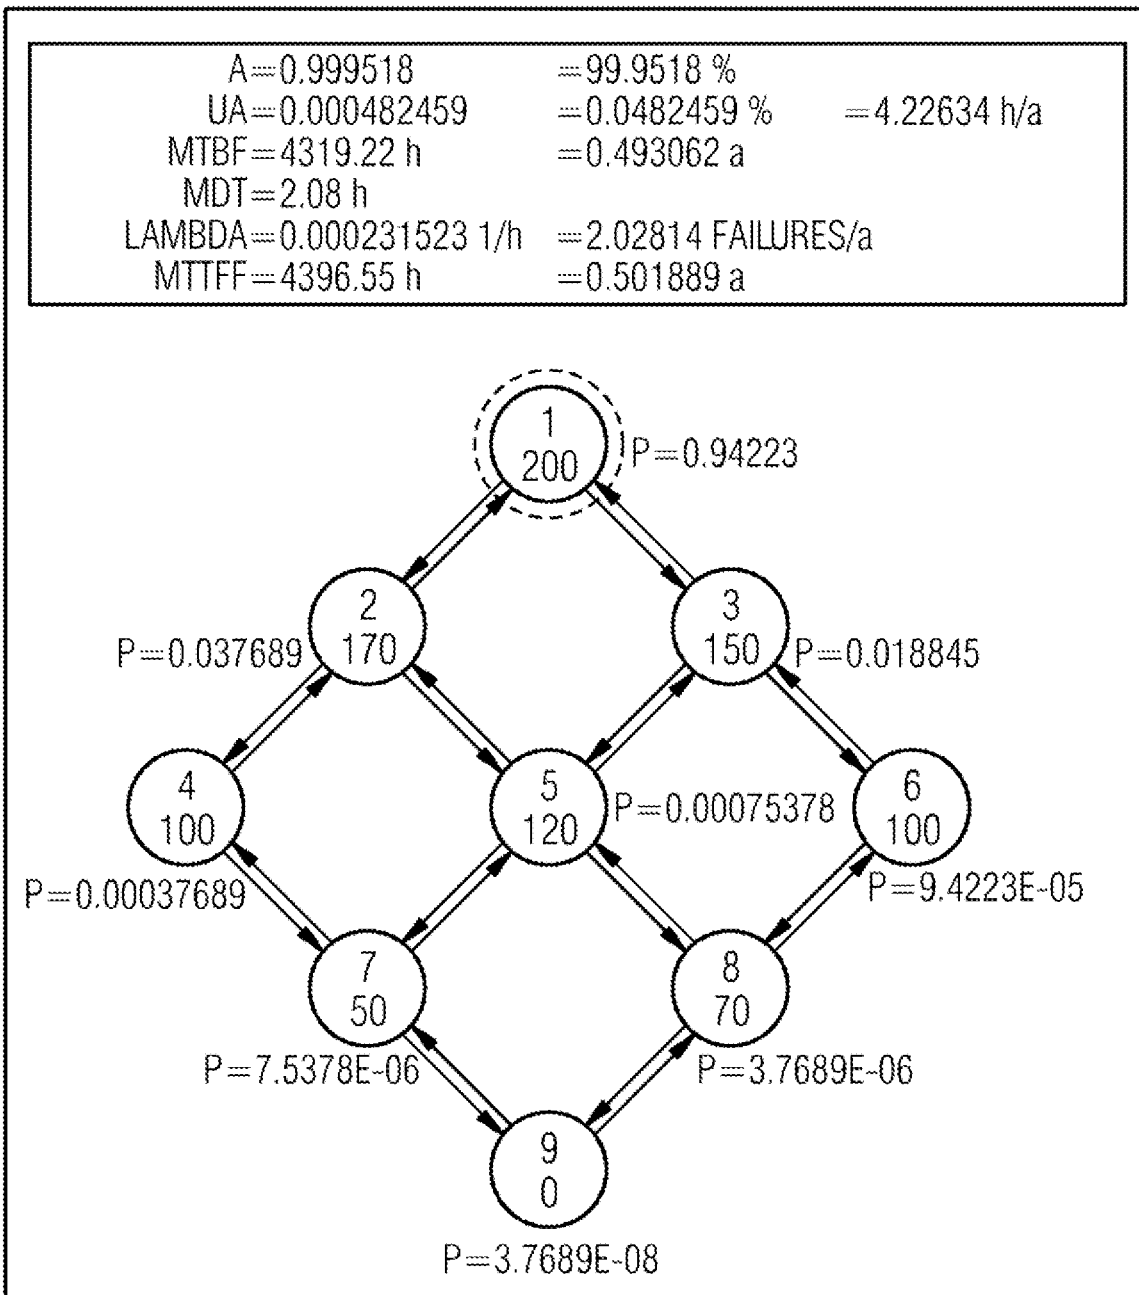 A=0.999518 =99.9518 %
UA=0.000482459 =0.0482459 % =4.22634 h/a
MTBF=4319.22 h =0.493062 a
MDT=2.08 h
LAMBDA=0.000231523 1/h =2.02814 FAILURES/a
MTTFF=4396.55 h =0.501889 a
1
200
P=0.94223
2
170
P=0.037689
3
150
P=0.018845
4
100
P=0.00037689
5
120
P=0.00075378
6
100
P=9.4223E-05
7
50
P=7.5378E-06
8
70
P=3.7689E-06
9
0
P=3.7689E-08